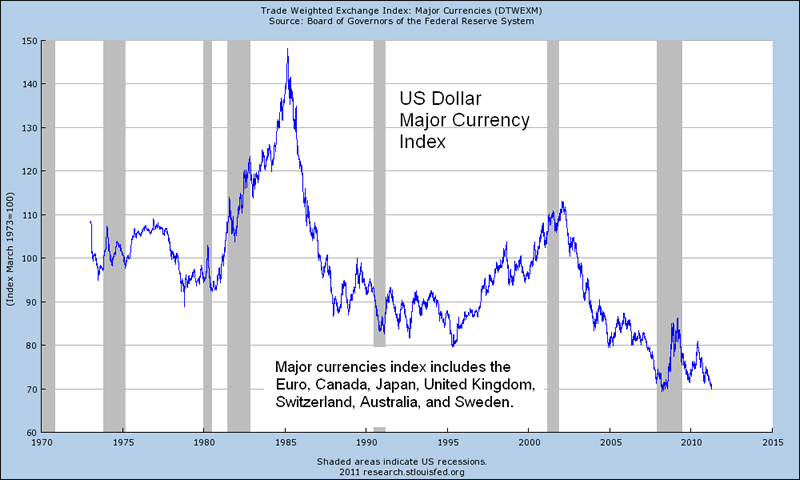 Trade Weighted Exchange Index: Major Currencies (DTWEXM)
Source: Board of Governors of the Federal Reserve System
150
140
130
120
110
100
90
80
70
60
(Index March 1973=100)
US Dollar
Major Currency
Index
Major currencies index includes the
Euro, Canada, Japan, United Kingdom,
Switzerland, Australia, and Sweden.
1970 1975 1980 1985 1990 1995 2000 2005 2010 2015
Shaded areas indicate US recessions.
2011 research.stlouisfed.org